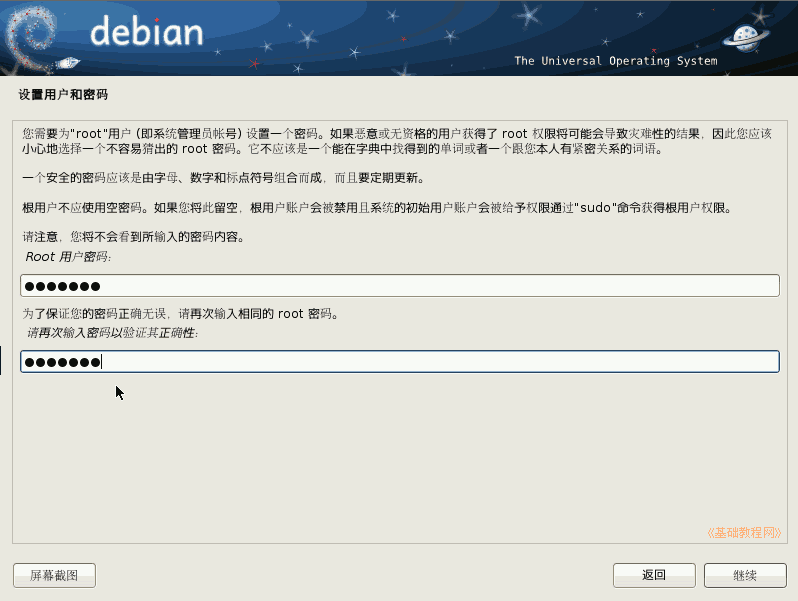 debian
The Universal Operating System
设置用户和密码
您需要为"root"用户 (即系统管理员帐号) 设置一个密码。如果恶意或无资格的用户获得了 root 权限将可能会导致灾难性的结果，因此您应该
小心地选择一个不容易猜出的 root 密码。它不应该是一个能在字典中找得到的单词或者一个跟您本人有紧密关系的词语。
一个安全的密码应该是由字母、数字和标点符号组合而成，而且要定期更新。
根用户不应使用空密码。如果您将此留空，根用户账户会被禁用且系统的初始用户账户会被给予权限通过"sudo"命令获得根用户权限。
请注意，您将不会看到所输入的密码内容。
Root 用户密码:
●●●●●●●
为了保证您的密码正确无误，请再次输入相同的 root 密码。
请再次输入密码以验证其正确性:
●●●●●●●
《基础教程网》
屏幕截图
返回
继续